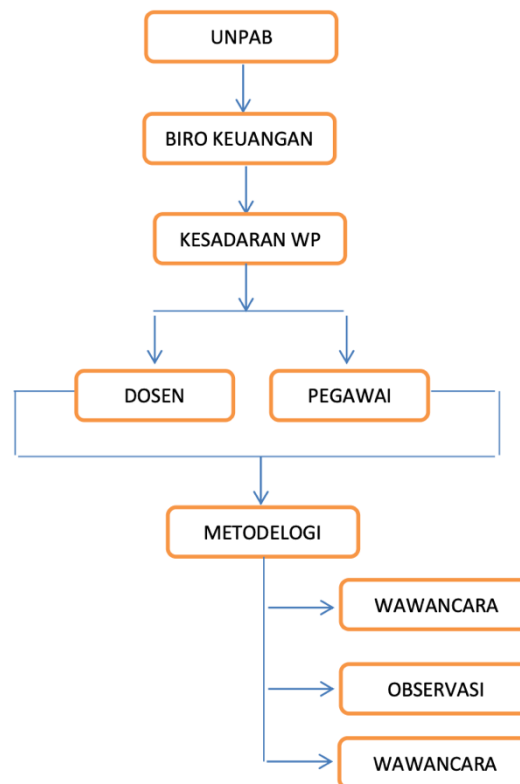 UNPAB
BIRO KEUANGAN
KESADARAN WP
DOSEN
PEGAWAI
METODELOGI
WAWANCARA
OBSERVASI
WAWANCARA